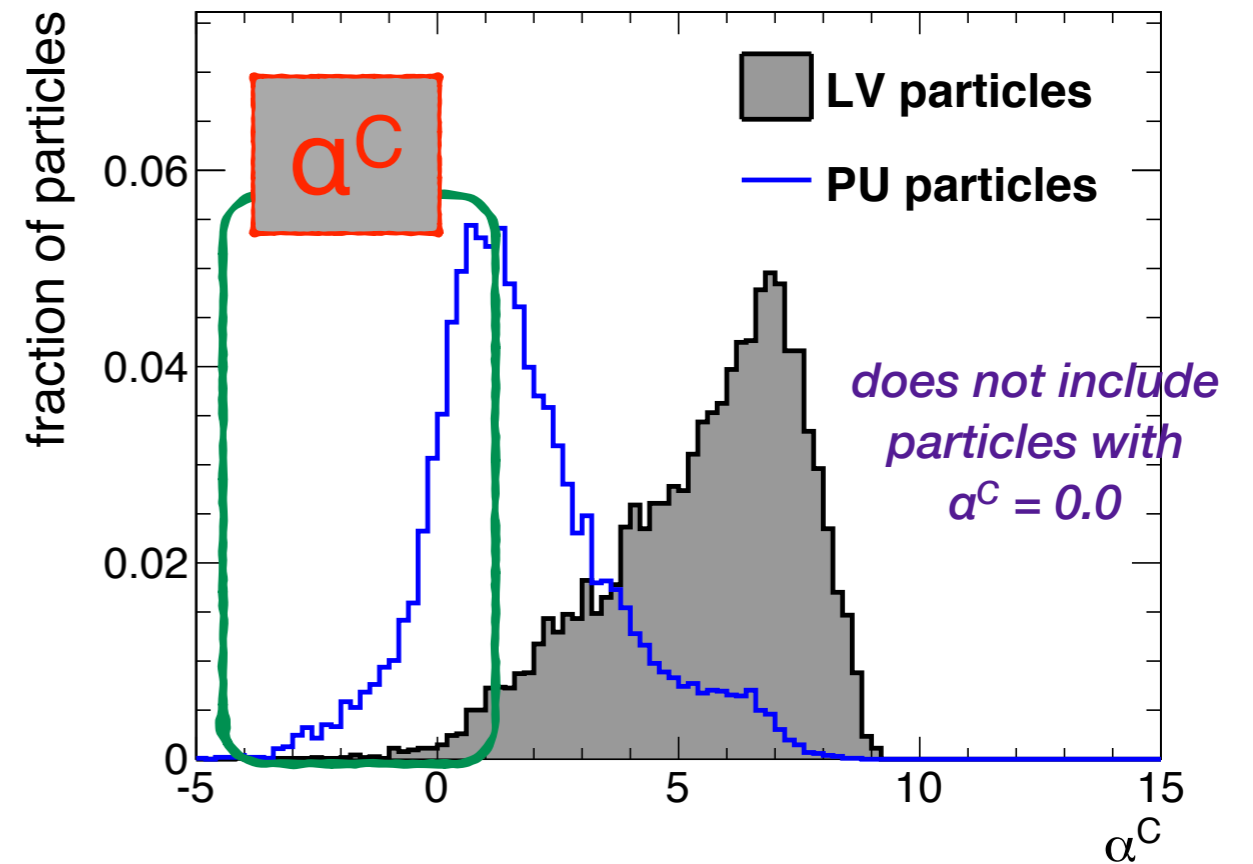 fraction of particles
αC
LV particles
PU particles
does not include
particles with
αC = 0.0
0.06
0.04
0.02
0
-5 0 5 10 15
αC